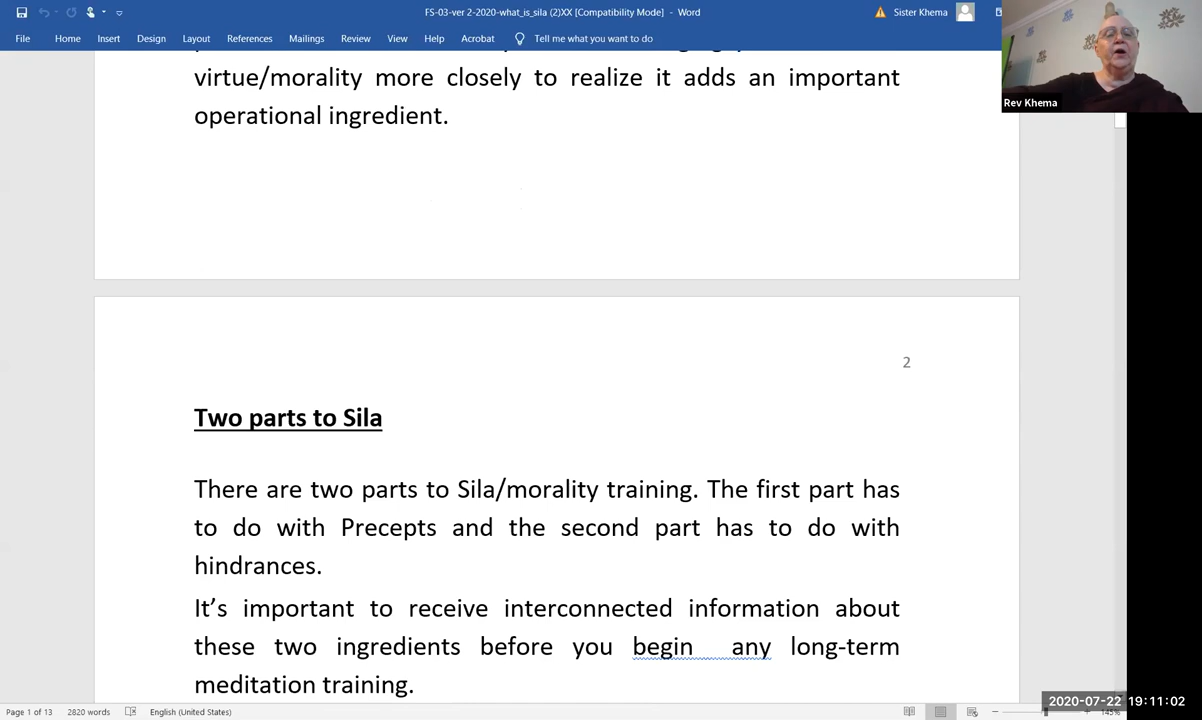 FS-03-ver 2-2020-what_is_sila (2)XX [Compatibility Mode] - Word
Sister Khema
File Home Insert Design Layout References Mailings Review View Help Acrobat Tell me what you want to do
Rev Khema
virtue/morality more closely to realize it adds an important
operational ingredient.
2
Two parts to Sila
There are two parts to Sila/morality training. The first part has
to do with Precepts and the second part has to do with
hindrances.
It's important to receive interconnected information about
these two ingredients before you begin any long-term
meditation training.
Page 1 of 13 2820 words English (United States) 145%
2020-07-22 19:11:02